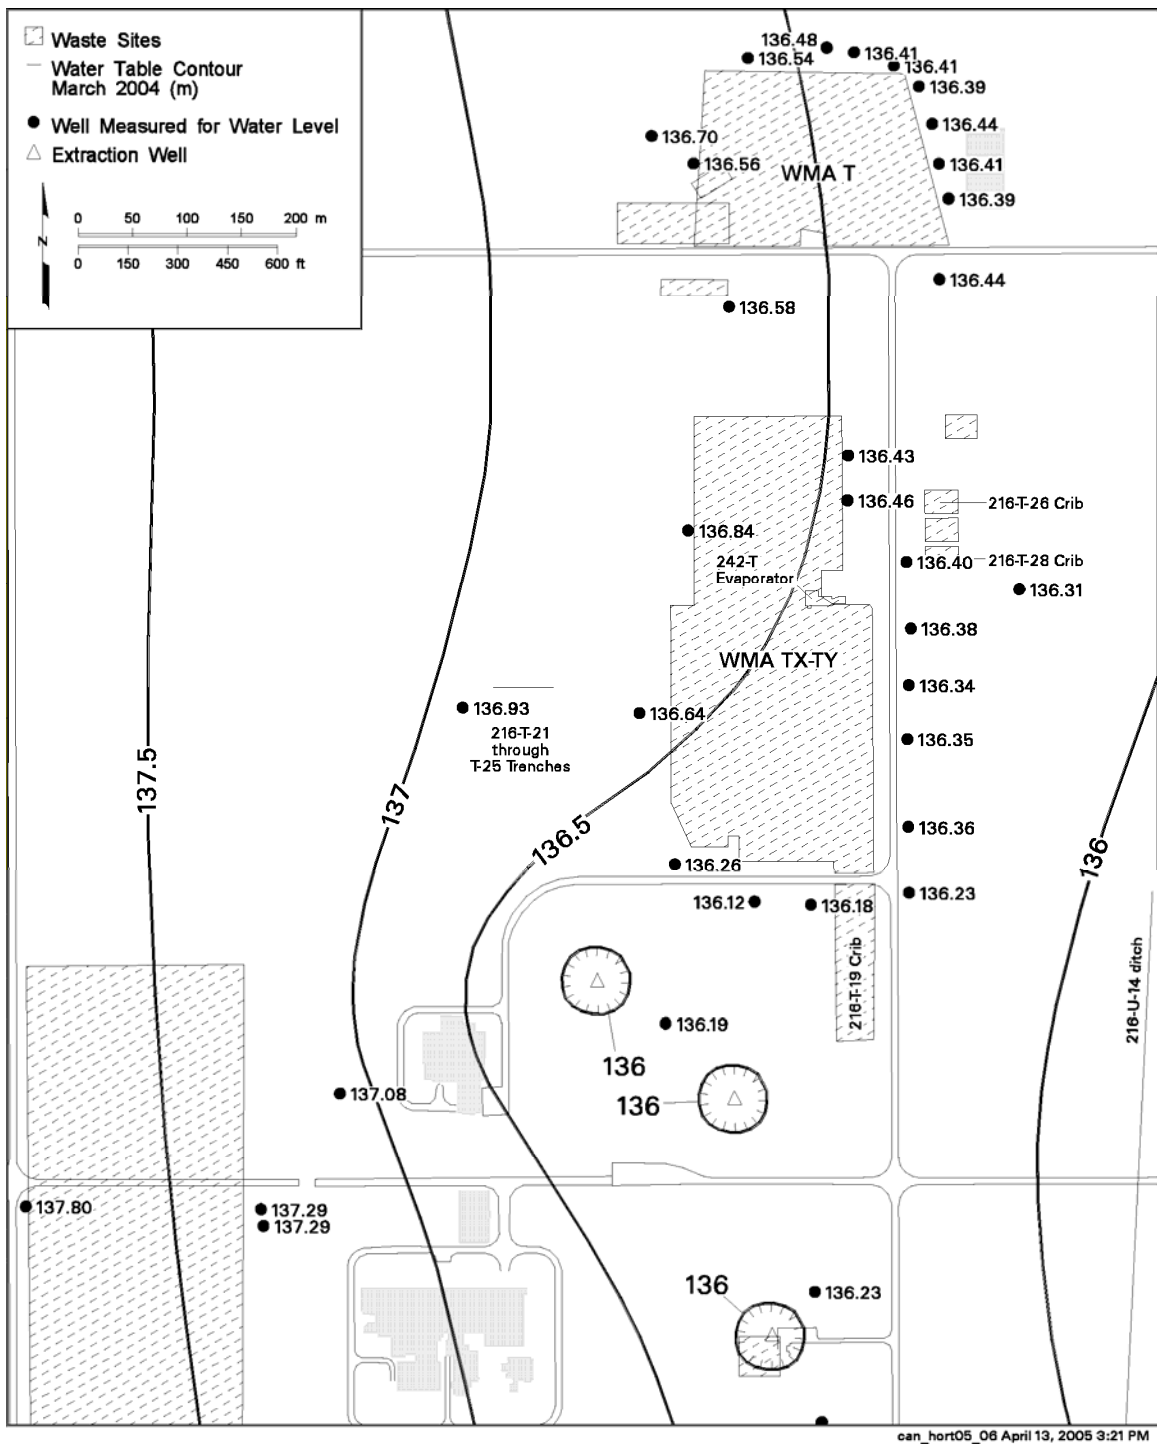 Waste Sites
Water Table Contour
March 2004 (m)
Well Measured for Water Level
Extraction Well
N
0 50 100 150 200 m
0 150 300 450 600 ft
136.48
136.41
136.54
136.41
136.39
136.44
136.70
136.56
WMA T
136.41
136.39
136.44
136.58
136.43
136.46
216-T-26 Crib
136.84
242-T
Evaporator
136.40
216-T-28 Crib
136.31
136.38
WMA TX-TY
136.34
136.93
136.64
216-T-21
through
T-25 Trenches
136.35
137.5
137
136.5
136.36
136
136.26
136.12
136.18
136.23
216-T-19 Crib
216-U-14 ditch
136.19
136
136
137.08
137.80
137.29
137.29
136
136.23
can_hort05_06 April 13, 2005 3:21 PM